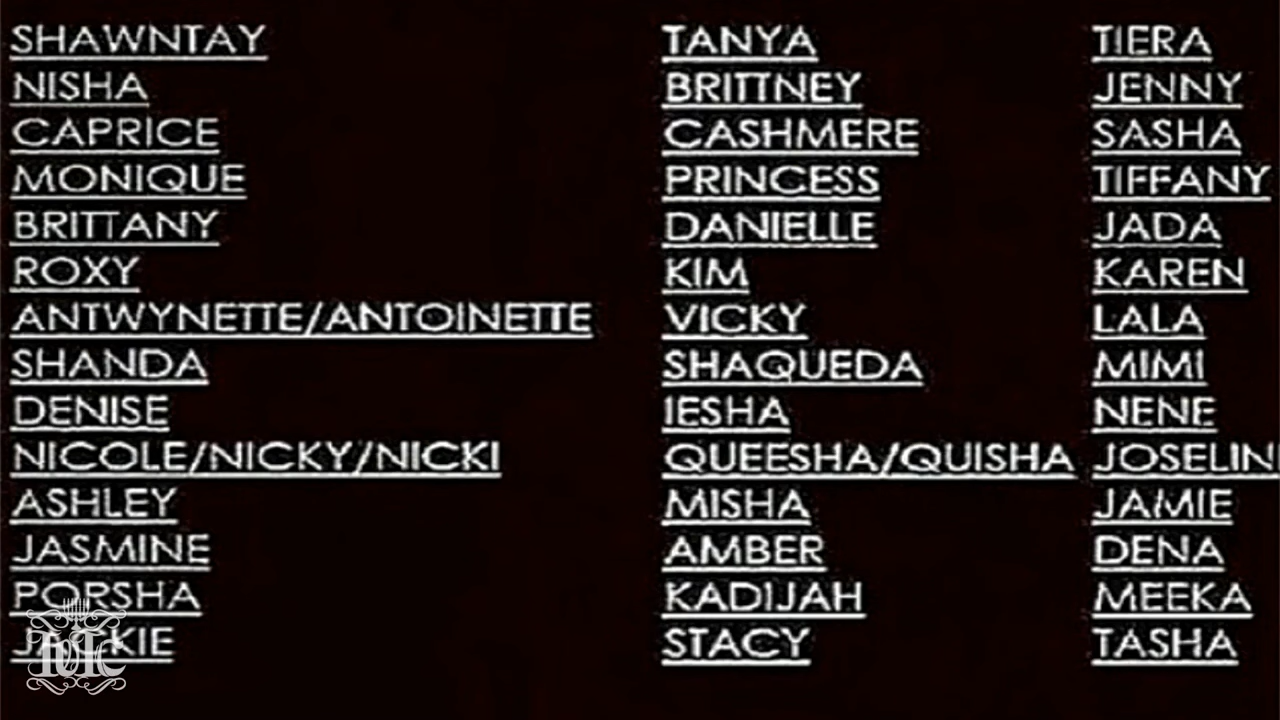 SHAWNTAY
NISHA
CAPRICE
MONIQUE
BRITTANY
ROXY
ANTWYNETTE/ANTOINETTE
SHANDA
DENISE
NICOLE/NICKY/NICKI
ASHLEY
JASMINE
PORSHA
JACKIE
TANYA
BRITTNEY
CASHMERE
PRINCESS
DANIELLE
KIM
VICKY
SHAQUEDA
IESHA
QUEESHA/QUISHA
MISHA
AMBER
KADIJAH
STACY
TIERA
JENNY
SASHA
TIFFANY
JADA
KAREN
LALA
MIMI
NENE
JOSELIN
JAMIE
DENA
MEEKA
TASHA